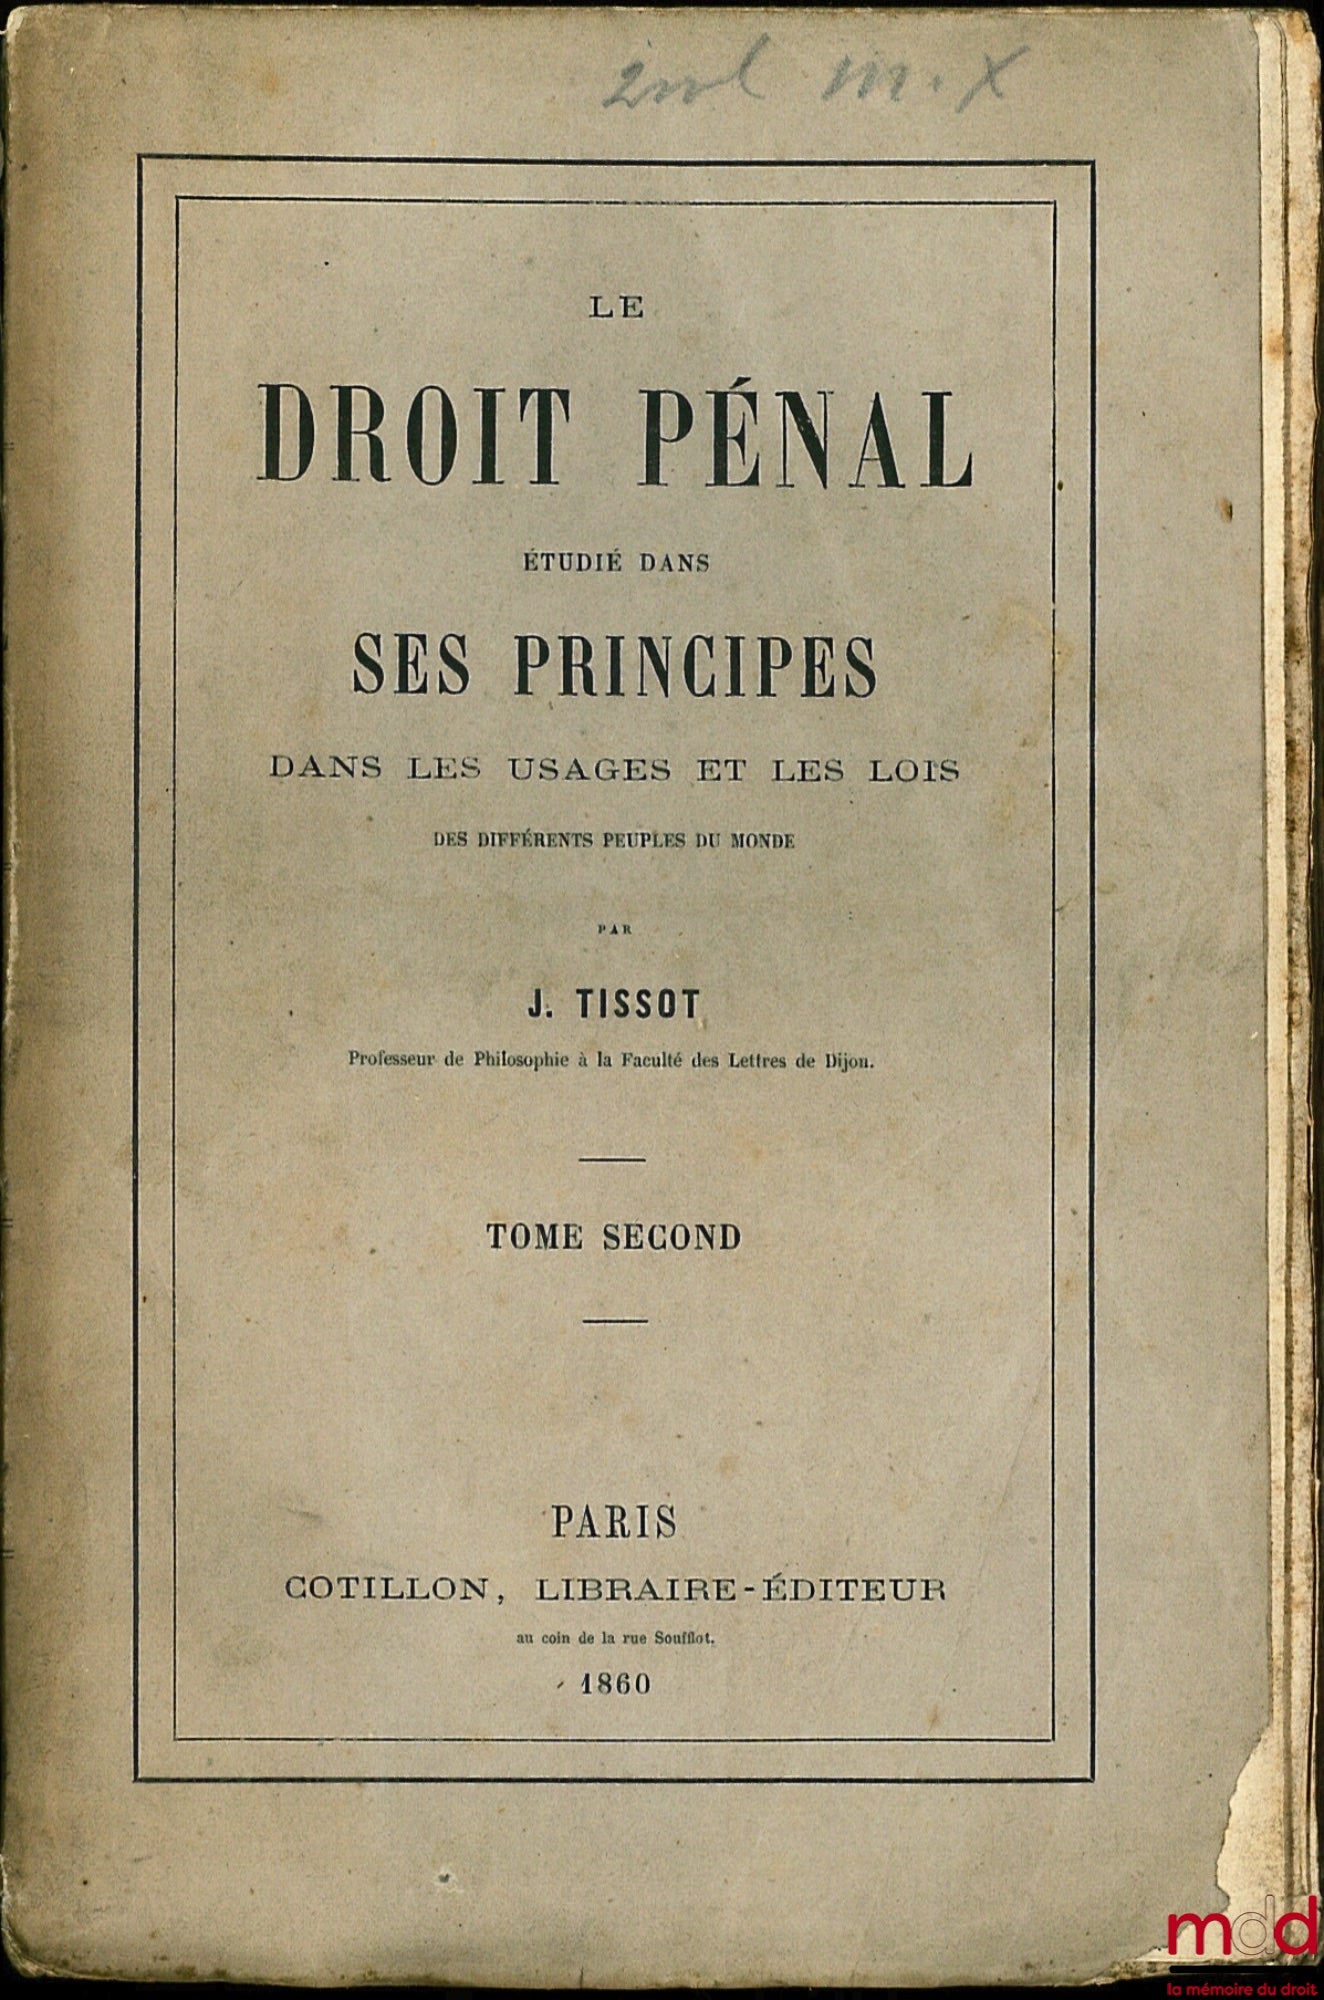 2 vol m. X
LE
DROIT PÉNAL
ÉTUDIÉ DANS
SES PRINCIPES
DANS LES USAGES ET LES LOIS
DES DIFFÉRENTS PEUPLES DU MONDE
PAR
J. TISSOT
Professeur de Philosophie à la Faculté des Lettres de Dijon.
TOME SECOND
PARIS
COTILLON, LIBRAIRE-ÉDITEUR
au coin de la rue Soufflot.
1860
mdd
la mémoire du droit